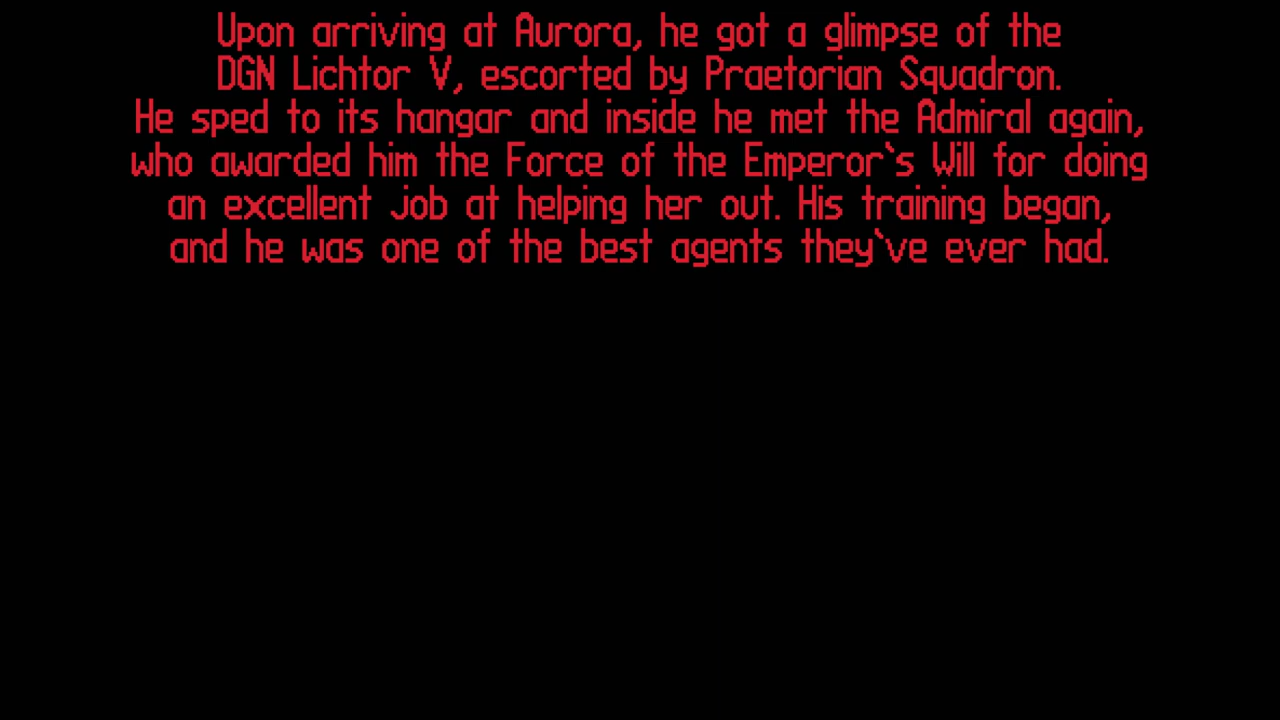 Upon arriving at Aurora, he got a glimpse of the
DGN Lichtor V, escorted by Praetorian Squadron.
He sped to its hangar and inside he met the Admiral again,
who awarded him the Force of the Emperor`s Will for doing
an excellent job at helping her out. His training began,
and he was one of the best agents they`ve ever had.